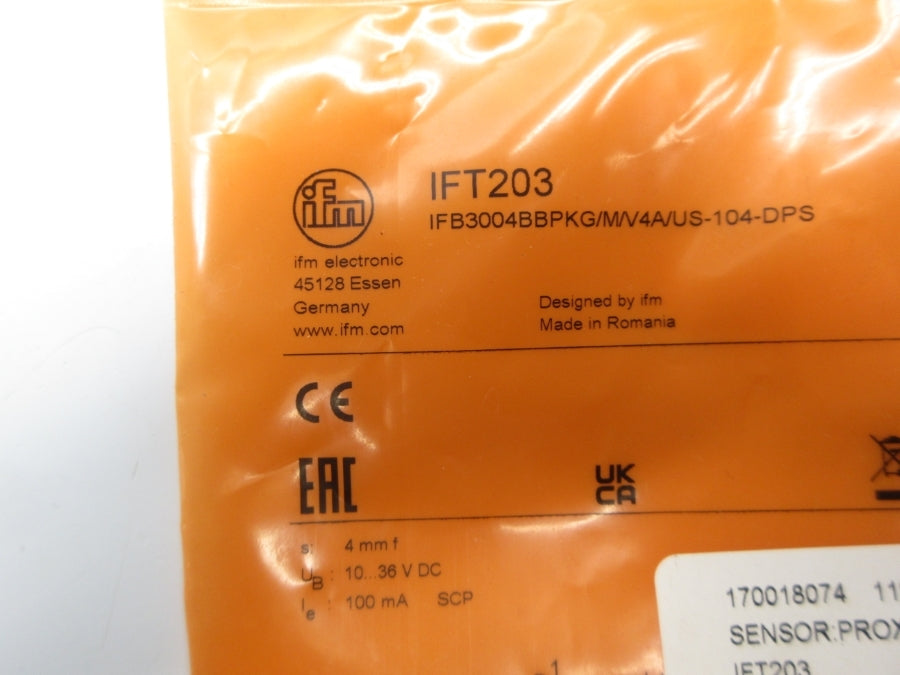 ifm
IFT203
IFB3004BBPKG/M/V4A/US-104-DPS
ifm electronic
45128 Essen
Germany
www.ifm.com
Designed by ifm
Made in Romania
CE
EAC
UK
CA
s: 4 mm f
UB : 10...36 V DC
Ie : 100 mA SCP
170018074
SENSOR:PROX
IFT203
1